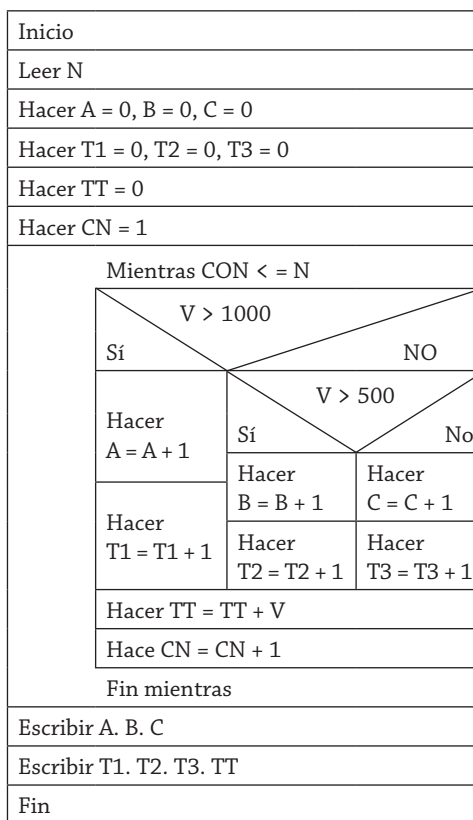 Inicio
Leer N
Hacer A = 0, B = 0, C = 0
Hacer T1 = 0, T2 = 0, T3 = 0
Hacer TT = 0
Hacer CN = 1
Mientras CON < = N
V > 1000
Sí
NO
Hacer
A = A + 1
Hacer
T1 = T1 + 1
V > 500
Sí
No
Hacer
B = B + 1
Hacer
C = C + 1
Hacer
T2 = T2 + 1
Hacer
T3 = T3 + 1
Hacer TT = TT + V
Hace CN = CN + 1
Fin mientras
Escribir A. B. C
Escribir T1. T2. T3. TT
Fin